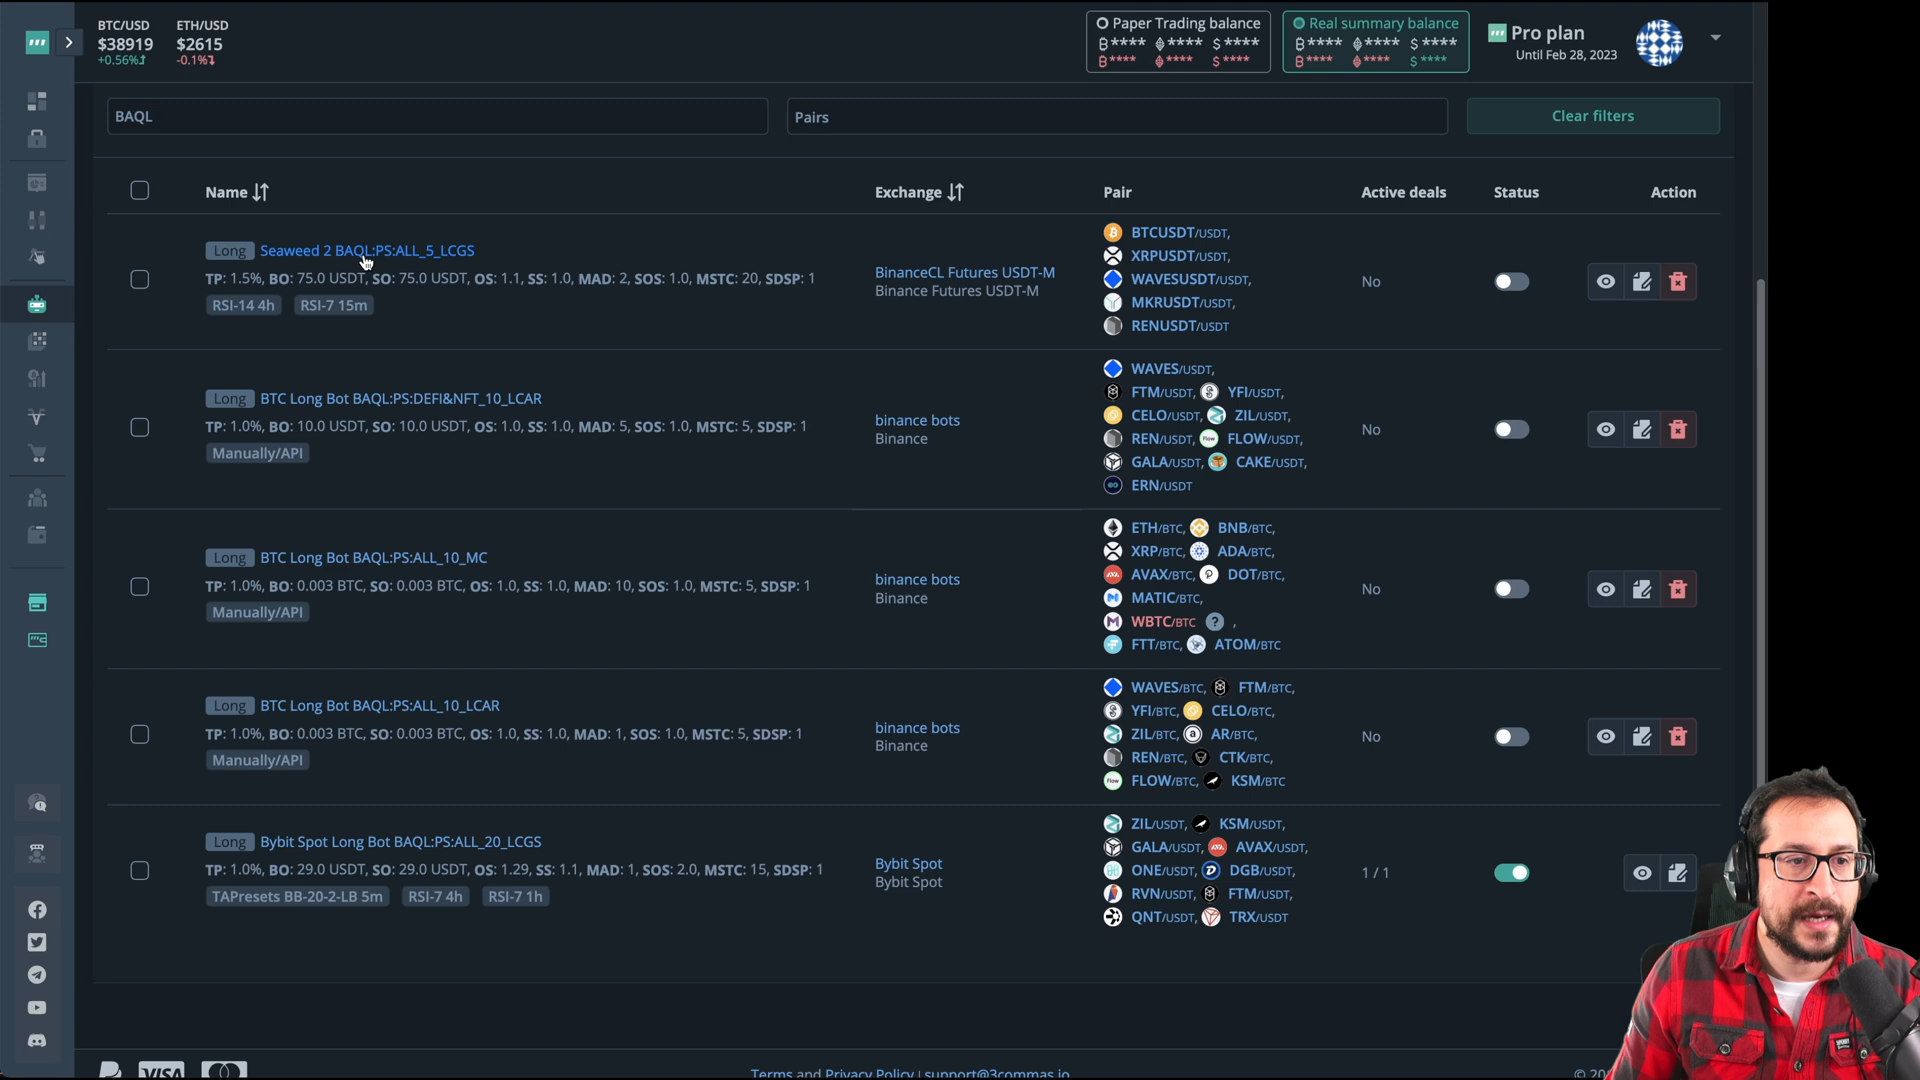 BTC/USD
$38919
+0.56%
ETH/USD
$2615
-0.1%
Paper Trading balance
**** **** $ ****
**** **** $ ****
Real summary balance
**** **** $ ****
**** **** $ ****
Pro plan
Until Feb 28, 2023
BAQL
Pairs
Clear filters
Name
Exchange
Pair
Active deals
Status
Action
Long Seaweed 2 BAQL:PS:ALL_5_LCGS
TP: 1.5%, BO: 75.0 USDT, SO: 75.0 USDT, OS: 1.1, SS: 1.0, MAD: 2, SOS: 1.0, MSTC: 20, SDSP: 1
RSI-14 4h RSI-7 15m
BinanceCL Futures USDT-M
Binance Futures USDT-M
BTCUSDT/USDT,
XRPUSDT/USDT,
WAVESUSDT/USDT,
MKRUSDT/USDT,
RENUSDT/USDT
No
Long BTC Long Bot BAQL:PS:DEFI&NFT_10_LCAR
TP: 1.0%, BO: 10.0 USDT, SO: 10.0 USDT, OS: 1.0, SS: 1.0, MAD: 5, SOS: 1.0, MSTC: 5, SDSP: 1
Manually/API
binance bots
Binance
WAVES/USDT,
FTM/USDT, YFI/USDT,
CELO/USDT, ZIL/USDT,
REN/USDT, Flow FLOW/USDT,
GALA/USDT, CAKE/USDT,
ERN/USDT
No
Long BTC Long Bot BAQL:PS:ALL_10_MC
TP: 1.0%, BO: 0.003 BTC, SO: 0.003 BTC, OS: 1.0, SS: 1.0, MAD: 10, SOS: 1.0, MSTC: 5, SDSP: 1
Manually/API
binance bots
Binance
ETH/BTC, BNB/BTC,
XRP/BTC, ADA/BTC,
AVAX/BTC, DOT/BTC,
MATIC/BTC,
WBTC/BTC ? ,
FTT/BTC, ATOM/BTC
No
Long BTC Long Bot BAQL:PS:ALL_10_LCAR
TP: 1.0%, BO: 0.003 BTC, SO: 0.003 BTC, OS: 1.0, SS: 1.0, MAD: 1, SOS: 1.0, MSTC: 5, SDSP: 1
Manually/API
binance bots
Binance
WAVES/BTC, FTM/BTC,
YFI/BTC, CELO/BTC,
ZIL/BTC, AR/BTC,
REN/BTC, CTK/BTC,
Flow FLOW/BTC, KSM/BTC
No
Long Bybit Spot Long Bot BAQL:PS:ALL_20_LCGS
TP: 1.0%, BO: 29.0 USDT, SO: 29.0 USDT, OS: 1.29, SS: 1.1, MAD: 1, SOS: 2.0, MSTC: 15, SDSP: 1
TAPresets BB-20-2-LB 5m RSI-7 4h RSI-7 1h
Bybit Spot
Bybit Spot
ZIL/USDT, KSM/USDT,
GALA/USDT, AVAX/USDT,
ONE/USDT, DGB/USDT,
RVN/USDT, FTM/USDT,
QNT/USDT, TRX/USDT
1 / 1
VISA
Terms and Privacy Policy | support@3commas.io